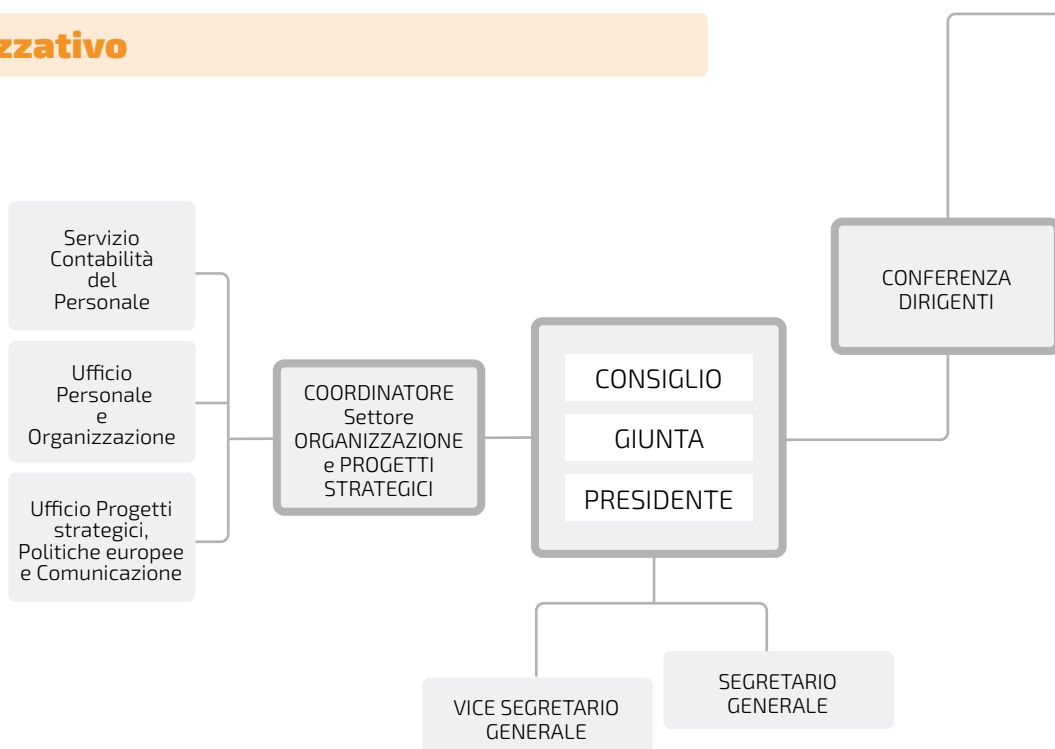 zzativo
Servizio
Contabilità
del
Personale
Ufficio
Personale
e
Organizzazione
Ufficio Progetti
strategici,
Politiche europee
e Comunicazione
COORDINATORE
Settore
ORGANIZZAZIONE
e PROGETTI
STRATEGICI
CONSIGLIO
GIUNTA
PRESIDENTE
CONFERENZA
DIRIGENTI
VICE SEGRETARIO
GENERALE
SEGRETARIO
GENERALE